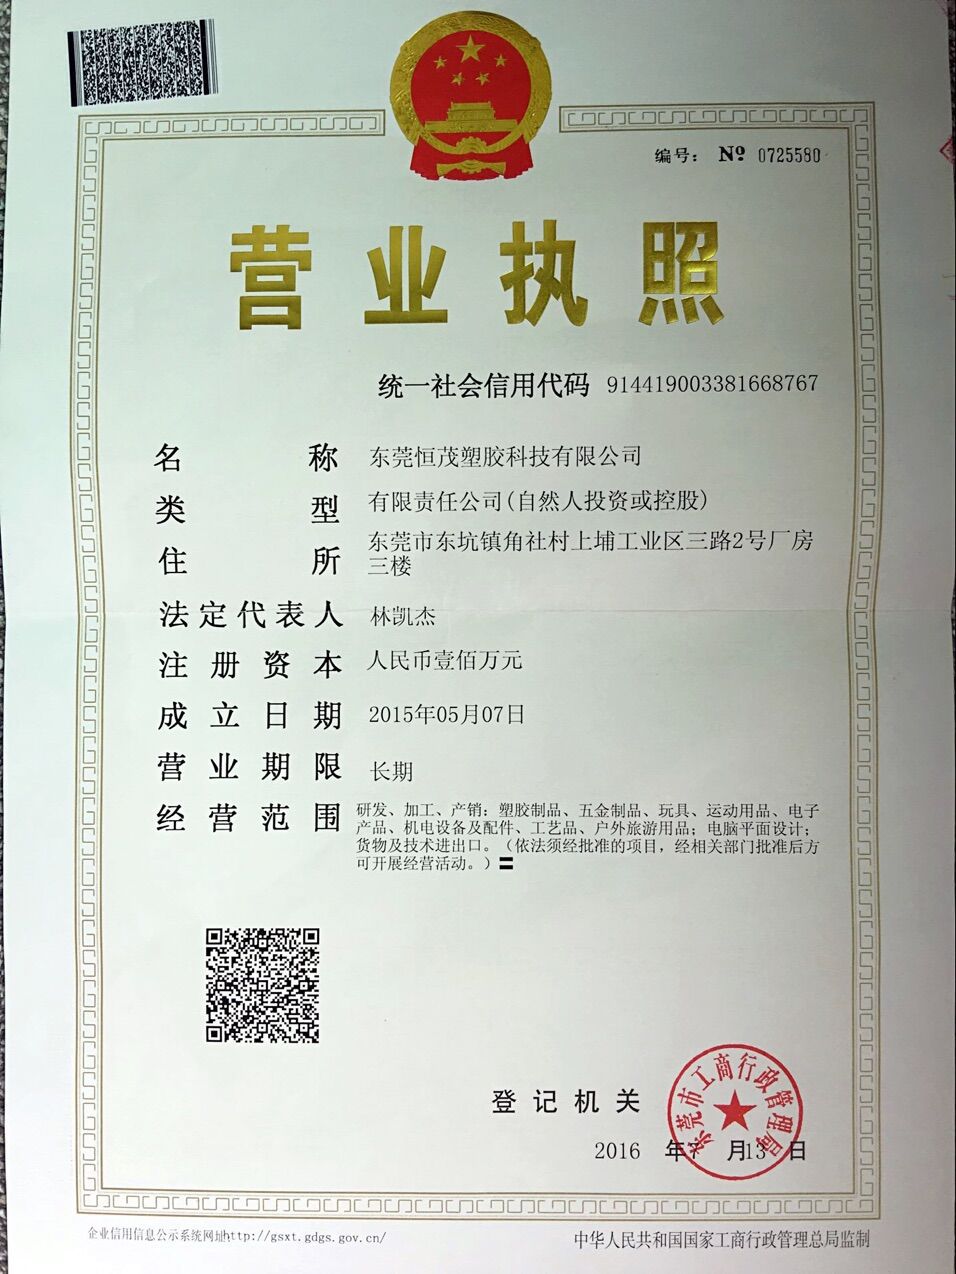 编号： № 0725580
营业执照
统一社会信用代码 914419003381668767
名称 东莞恒茂塑胶科技有限公司
类型 有限责任公司(自然人投资或控股)
住所 东莞市东坑镇角社村上埔工业区三路2号厂房
三楼
法定代表人 林凯杰
注册资本 人民币壹佰万元
成立日期 2015年05月07日
营业期限 长期
经营范围 研发、加工、产销：塑胶制品、五金制品、玩具、运动用品、电子
产品、机电设备及配件、工艺品、户外旅游用品；电脑平面设计；
货物及技术进出口。（依法须经批准的项目，经相关部门批准后方
可开展经营活动。）
东莞市工商行政管理局
登记机关
2016 年7 月13 日
企业信用信息公示系统网址:http://gsxt.gdgs.gov.cn/
中华人民共和国国家工商行政管理总局监制